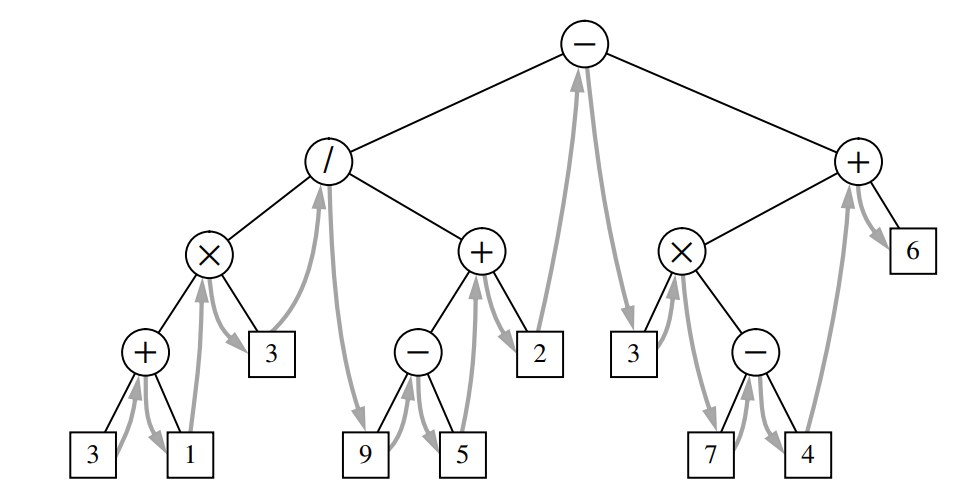 −
/ +
× + × 6
+ 3 − 2 3 −
3 1 9 5 7 4